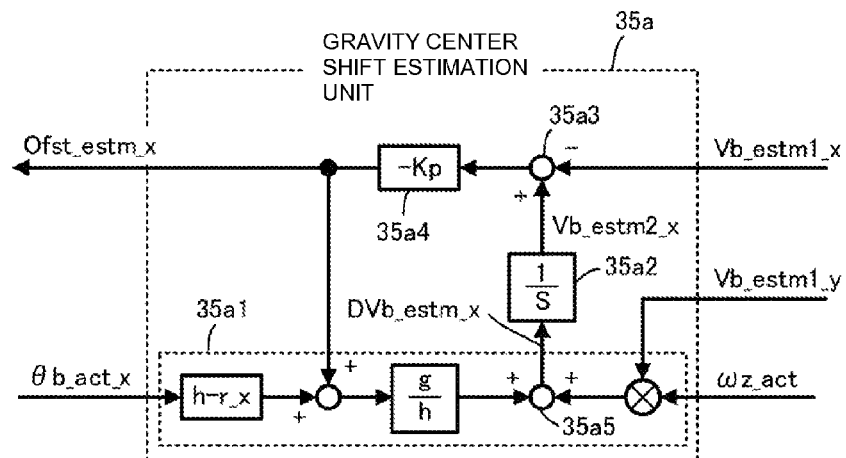 35a
GRAVITY CENTER
SHIFT ESTIMATION
UNIT
35a3
Ofst_estm_x
-Kp
-
Vb_estm1_x
+
35a4
Vb_estm2_x
1
S
35a2
Vb_estm1_y
35a1
DVb_estm_x
θb_act_x
h-r_x
+
+
g
h
+
+
ωz_act
35a5